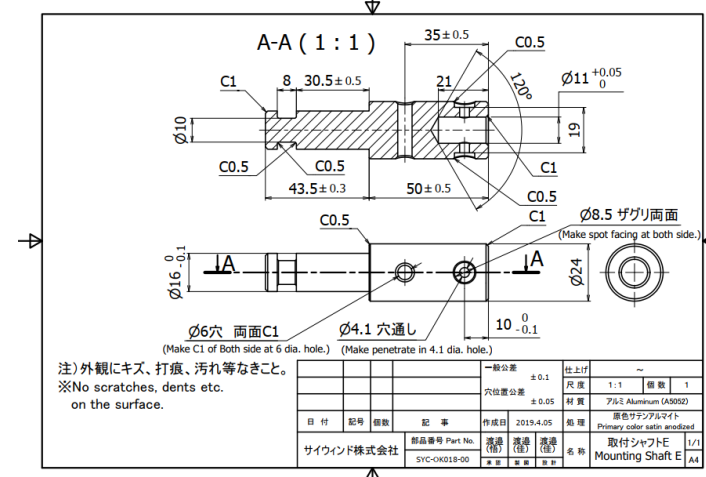 A-A ( 1 : 1 )
35± 0.5
C0.5
C1
8
30.5± 0.5
21
120°
Ø11 +0.05 0
Ø10
19
C0.5
C0.5
C1
43.5± 0.3
50± 0.5
C0.5
C0.5
C1
Ø8.5 ザグリ両面
(Make spot facing at both side.)
Ø16 0 -0.1
A
A
Ø24
Ø6穴 両面C1
(Make C1 of Both side at 6 dia. hole.)
Ø4.1 穴通し
(Make penetrate in 4.1 dia. hole.)
10 0 -0.1
注）外観にキズ、打痕、汚れ等なきこと。
※No scratches, dents etc.
on the surface.
一般公差
± 0.1
穴位置公差
± 0.05
仕上げ
～
尺 度
1 : 1
個 数
1
材 質
アルミ Aluminum (A5052)
日 付
記号
個数
記 事
作成日
2019.4.05
処 理
原色サテンアルマイト
Primary color satin anodized
サイウィンド株式会社
部品番号 Part No.
SYC-OK018-00
渡邉
(悟)
渡邉
(佳)
渡邉
(佳)
承 認
製 図
設 計
名 称
取付シャフトE
Mounting Shaft E
1/1
A4